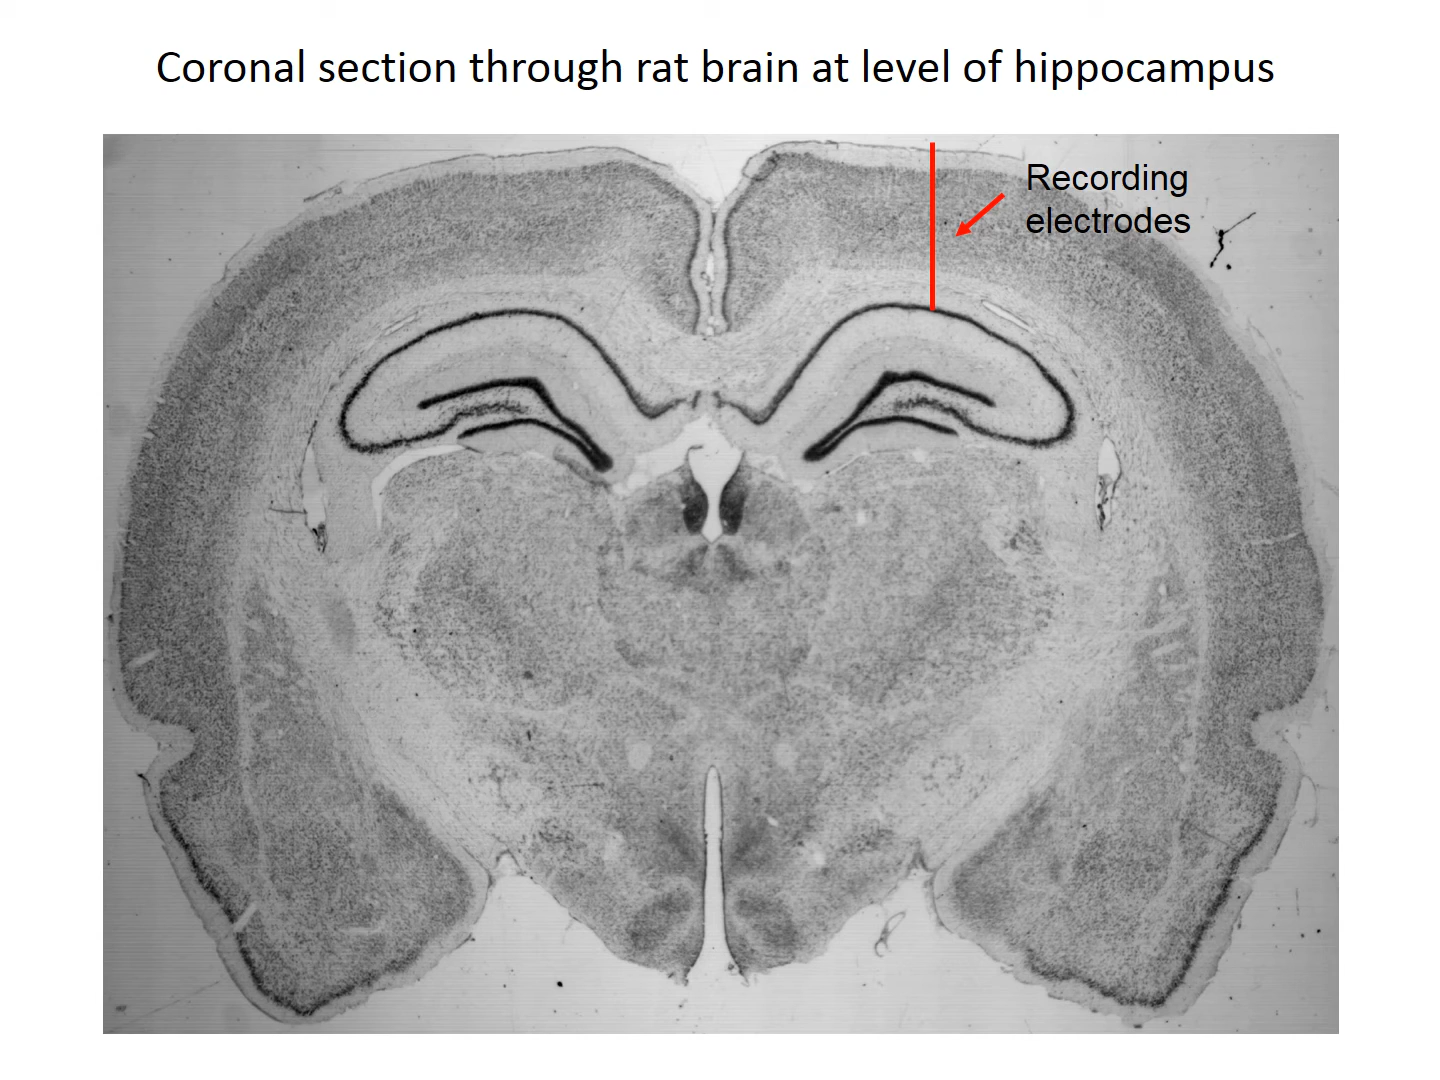 Coronal section through rat brain at level of hippocampus
Recording
electrodes